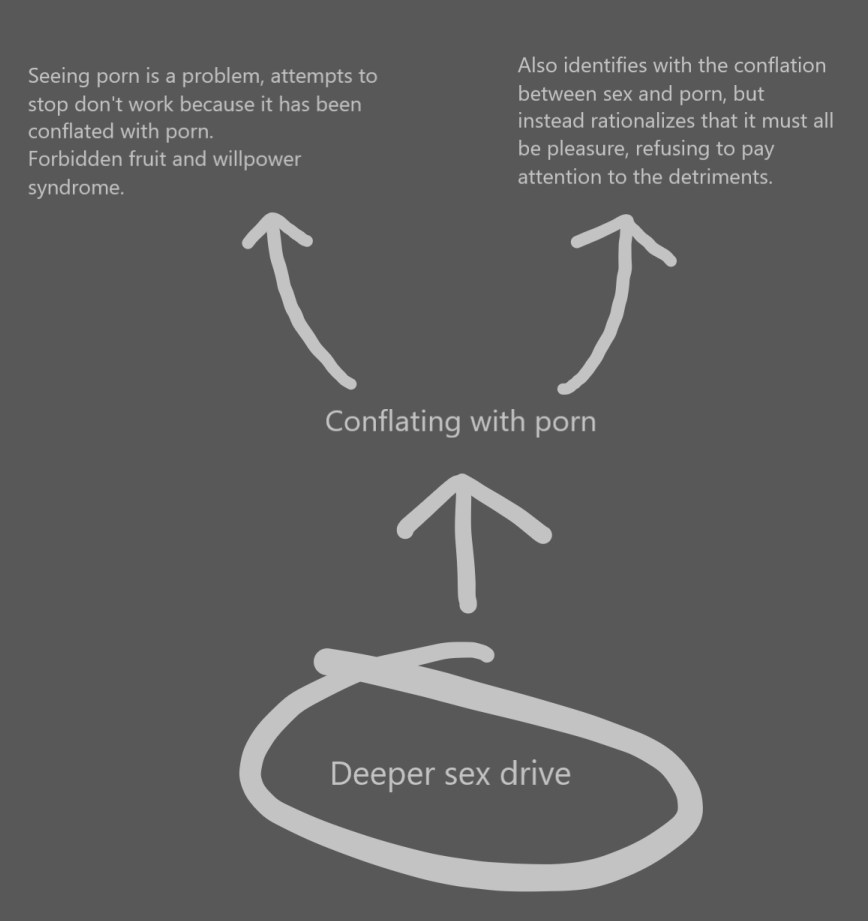 Seeing porn is a problem, attempts to
stop don't work because it has been
conflated with porn.
Forbidden fruit and willpower
syndrome.
Also identifies with the conflation
between sex and porn, but
instead rationalizes that it must all
be pleasure, refusing to pay
attention to the detriments.
Conflating with porn
Deeper sex drive